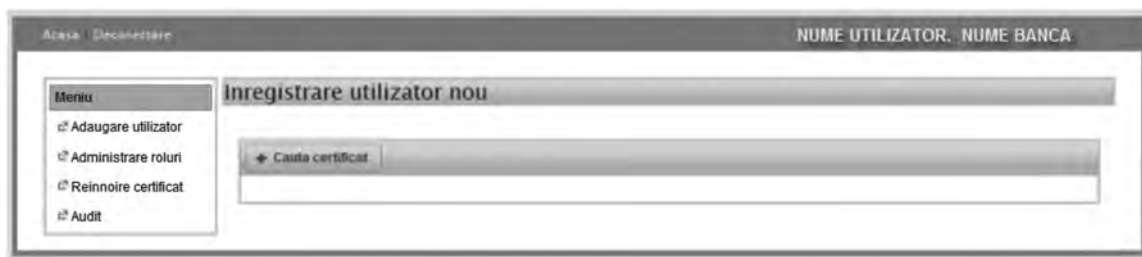 Acasa Deconectare
NUME UTILIZATOR. NUME BANCA
Meniu
Adaugare utilizator
Administrare roluri
Reinnoire certificat
Audit
Inregistrare utilizator nou
Cauta certificat